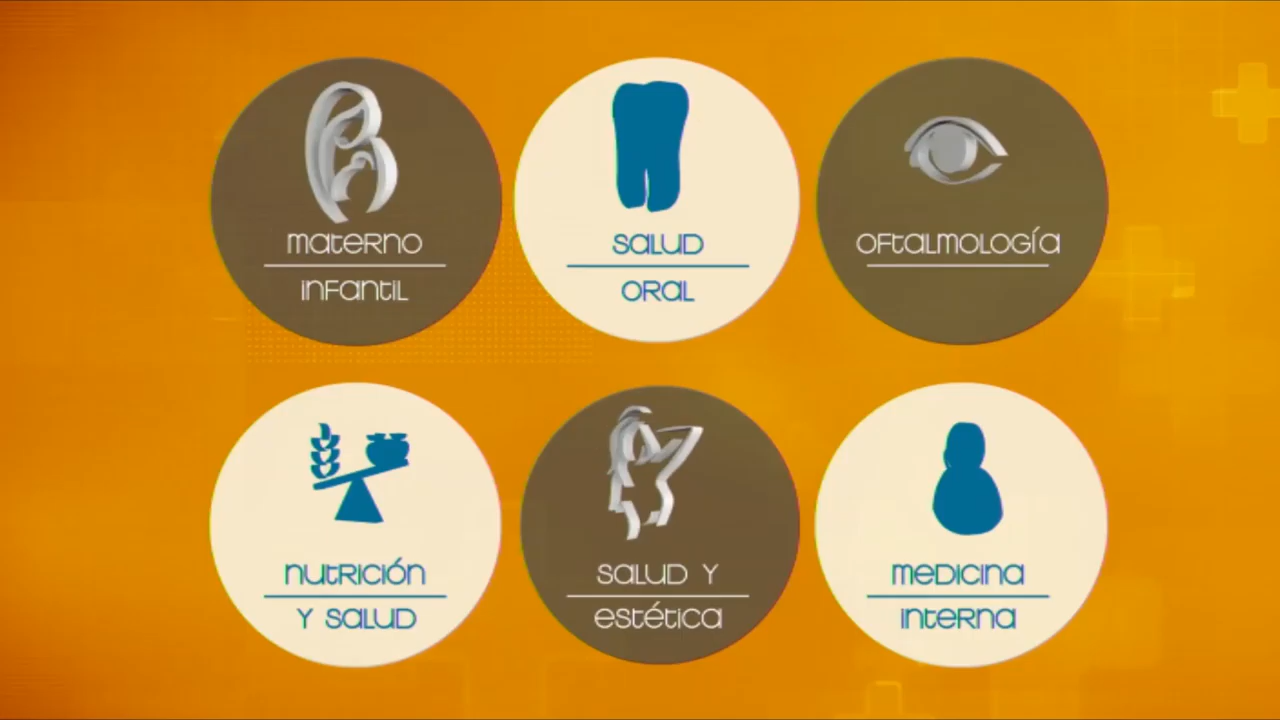 materno
infantil
salud
oral
oftalmología
nutrición
y salud
salud y
estética
medicina
interna